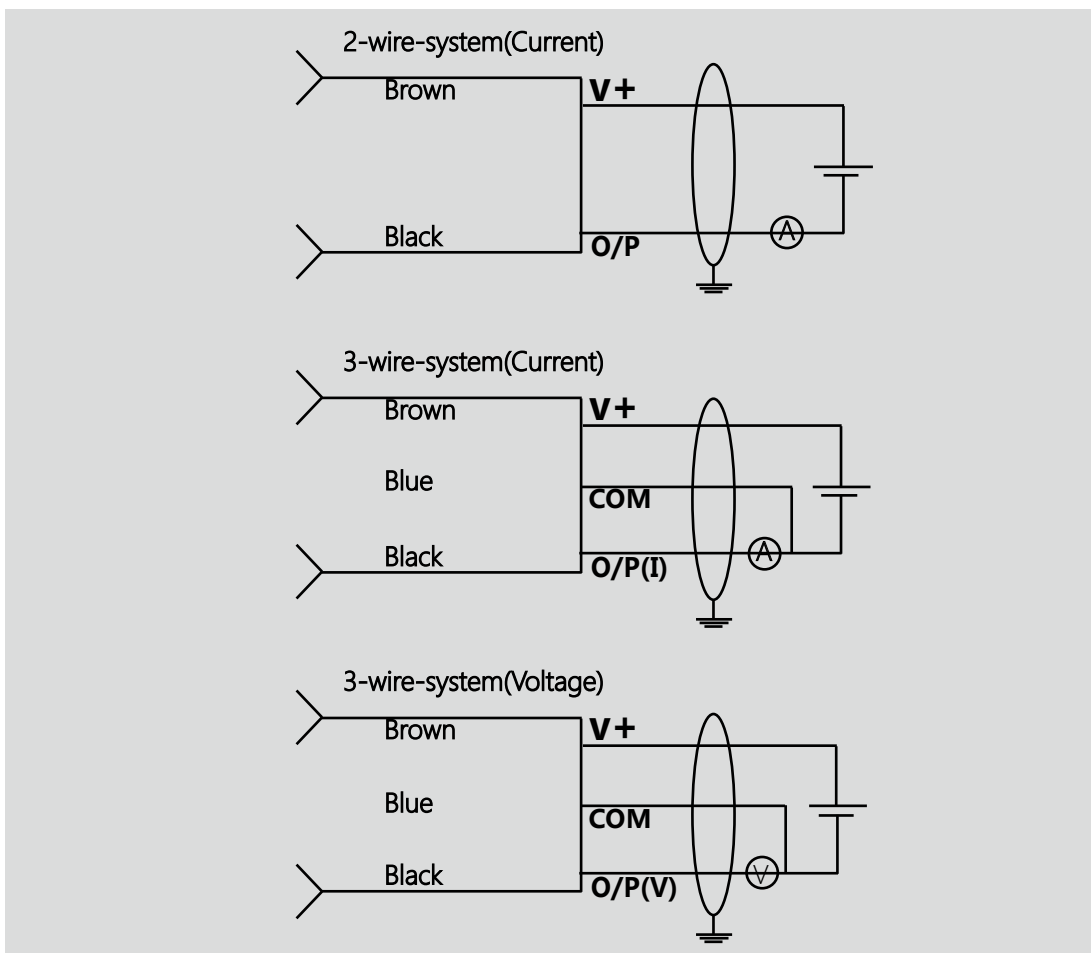 2-wire-system(Current)
Brown
V+
Black
O/P
A
3-wire-system(Current)
Brown
V+
Blue
COM
Black
O/P(I)
A
3-wire-system(Voltage)
Brown
V+
Blue
COM
Black
O/P(V)
V